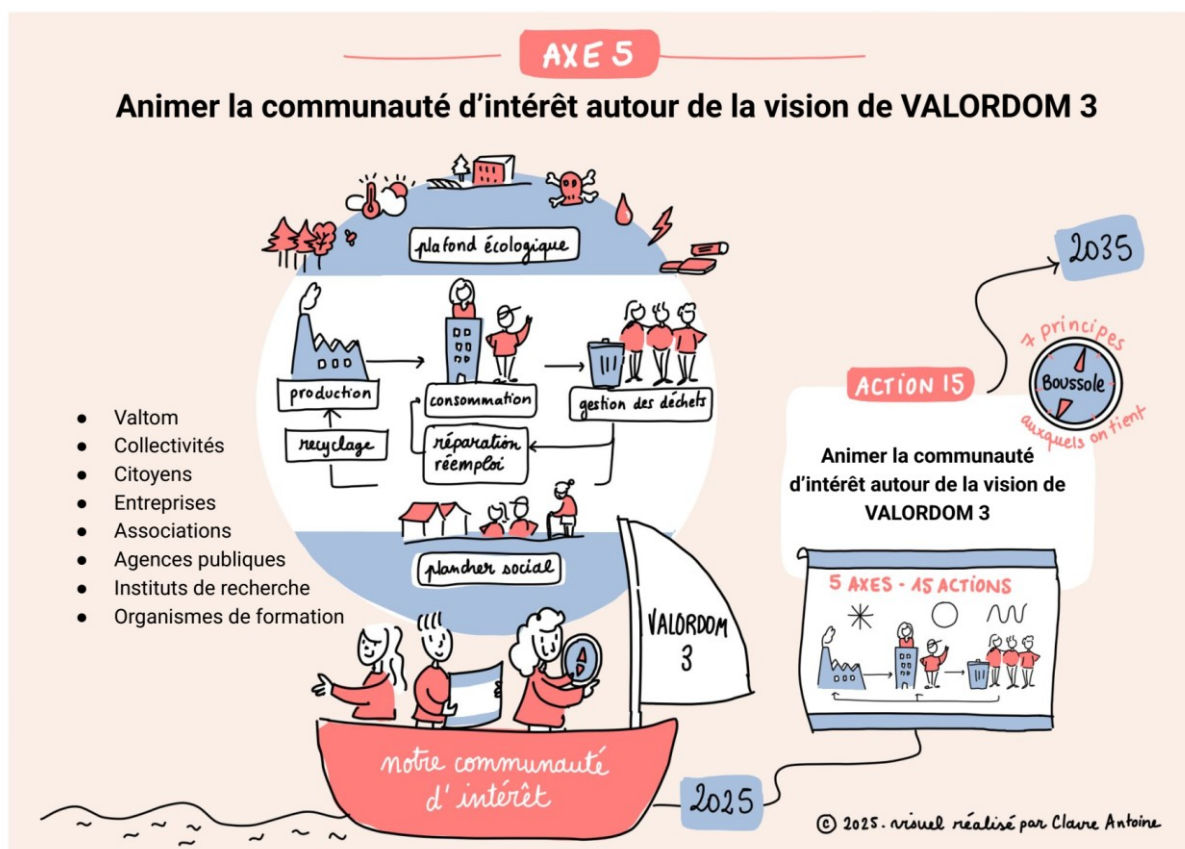 AXE 5
Animer la communauté d'intérêt autour de la vision de VALORDOM 3
plafond écologique
production
consommation
gestion des déchets
recyclage
réparation
réemploi
plancher social
● Valtom
● Collectivités
● Citoyens
● Entreprises
● Associations
● Agences publiques
● Instituts de recherche
● Organismes de formation
VALORDOM
3
notre communauté
d'intérêt
2025
2035
7 principes
Boussole
auxquels on tient
ACTION 15
Animer la communauté
d'intérêt autour de la vision de
VALORDOM 3
5 AXES - 15 ACTIONS
© 2025. visuel réalisé par Claire Antoine